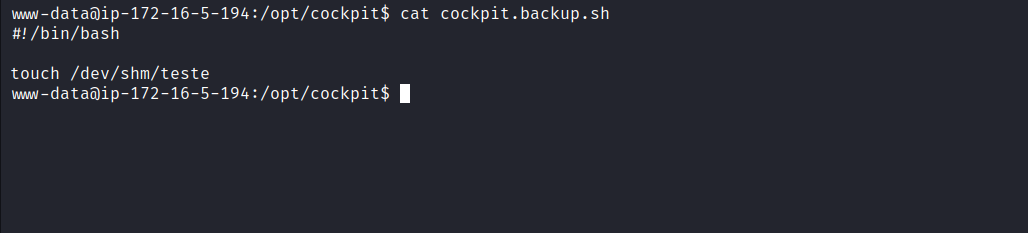 www-data@ip-172-16-5-194:/opt/cockpit$ cat cockpit.backup.sh
#!/bin/bash
touch /dev/shm/teste
www-data@ip-172-16-5-194:/opt/cockpit$